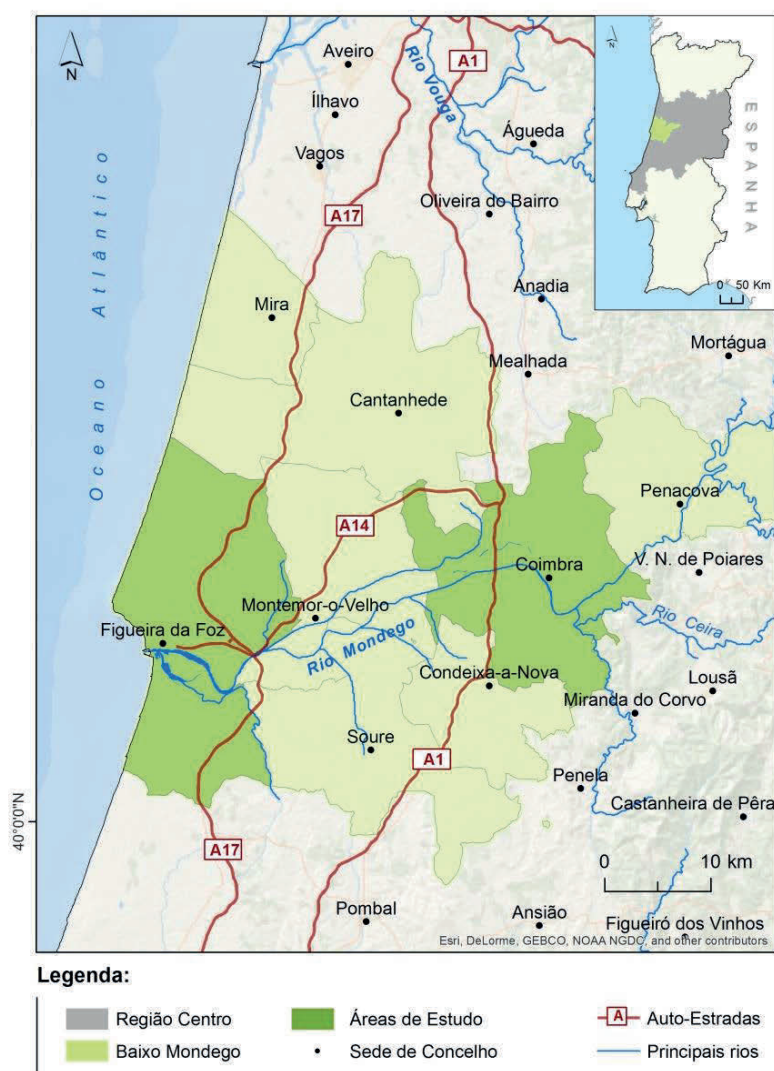 N
Aveiro
A1
Rio Vouga
Ílhavo
Águeda
Vagos
A17
Oliveira do Bairro
ESPANHA
0 50 Km
Oceano Atlântico
Anadia
Mira
Mortágua
Mealhada
Cantanhede
Penacova
A14
Coimbra
V. N. de Poiares
Montemor-o-Velho
Figueira da Foz
Rio Mondego
Rio Ceira
Condeixa-a-Nova
Lousã
Miranda do Corvo
Soure
A1
Penela
Castanheira de Pêra
40°0'0"N
A17
0 10 km
Pombal
Ansião
Figueiró dos Vinhos
Esri, DeLorme, GEBCO, NOAA NGDC, and other contributors
Legenda:
Região Centro
Áreas de Estudo
A Auto-Estradas
Baixo Mondego
Sede de Concelho
Principais rios